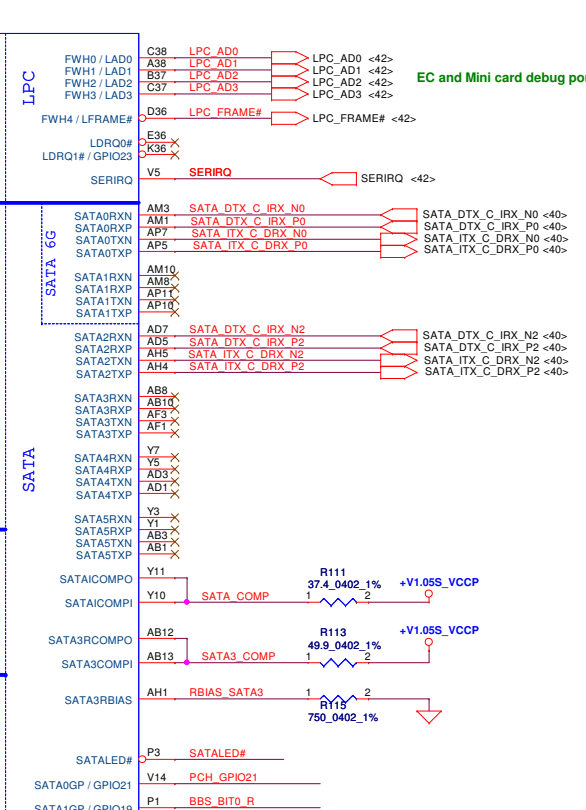 LPC
FWH0 / LAD0 C38 LPC_AD0 LPC_AD0 <42>
FWH1 / LAD1 A38 LPC_AD1 LPC_AD1 <42>
FWH2 / LAD2 B37 LPC_AD2 LPC_AD2 <42>
FWH3 / LAD3 C37 LPC_AD3 LPC_AD3 <42>
EC and Mini card debug por
FWH4 / LFRAME# D36 LPC_FRAME# LPC_FRAME# <42>
LDRQ0# E36
LDRQ1# / GPIO23 K36
SERIRQ V5 SERIRQ SERIRQ <42>
SATA 6G
SATA0RXN AM3 SATA_DTX_C_IRX_N0 SATA_DTX_C_IRX_N0 <40>
SATA0RXP AM1 SATA_DTX_C_IRX_P0 SATA_DTX_C_IRX_P0 <40>
SATA0TXN AP7 SATA_ITX_C_DRX_N0 SATA_ITX_C_DRX_N0 <40>
SATA0TXP AP5 SATA_ITX_C_DRX_P0 SATA_ITX_C_DRX_P0 <40>
SATA1RXN AM10
SATA1RXP AM8
SATA1TXN AP11
SATA1TXP AP10
SATA2RXN AD7 SATA_DTX_C_IRX_N2 SATA_DTX_C_IRX_N2 <40>
SATA2RXP AD5 SATA_DTX_C_IRX_P2 SATA_DTX_C_IRX_P2 <40>
SATA2TXN AH5 SATA_ITX_C_DRX_N2 SATA_ITX_C_DRX_N2 <40>
SATA2TXP AH4 SATA_ITX_C_DRX_P2 SATA_ITX_C_DRX_P2 <40>
SATA
SATA3RXN AB8
SATA3RXP AB10
SATA3TXN AF3
SATA3TXP AF1
SATA4RXN Y7
SATA4RXP Y5
SATA4TXN AD3
SATA4TXP AD1
SATA5RXN Y3
SATA5RXP Y1
SATA5TXN AB3
SATA5TXP AB1
SATAICOMPO Y11
R111
37.4_0402_1% +V1.05S_VCCP
SATAICOMPI Y10 SATA_COMP 1 2
SATA3RCOMPO AB12
R113 +V1.05S_VCCP
49.9_0402_1%
SATA3COMPI AB13 SATA3_COMP 1 2
SATA3RBIAS AH1 RBIAS_SATA3 1 2
R115
750_0402_1%
SATALED# P3 SATALED#
SATA0GP / GPIO21 V14 PCH_GPIO21
SATA1GP / GPIO19 P1 BBS_BIT0_R